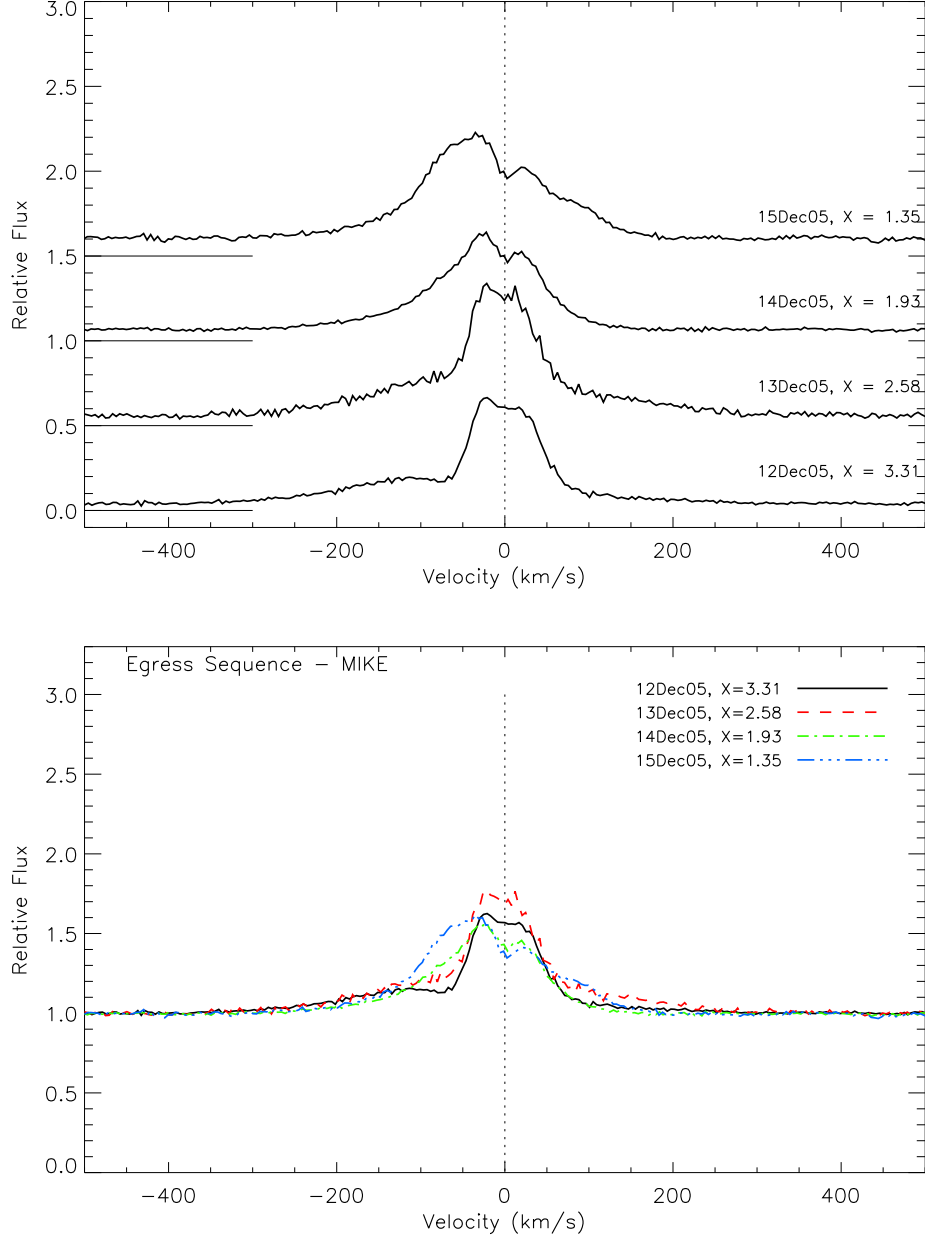 3.0
2.5
2.0
1.5
1.0
0.5
0.0
Relative Flux
15Dec05, X = 1.35
14Dec05, X = 1.93
13Dec05, X = 2.58
12Dec05, X = 3.31
−400 −200 0 200 400
Velocity (km/s)
Egress Sequence − MIKE
12Dec05, X=3.31
13Dec05, X=2.58
14Dec05, X=1.93
15Dec05, X=1.35
3.0
2.5
2.0
1.5
1.0
0.5
0.0
Relative Flux
−400 −200 0 200 400
Velocity (km/s)